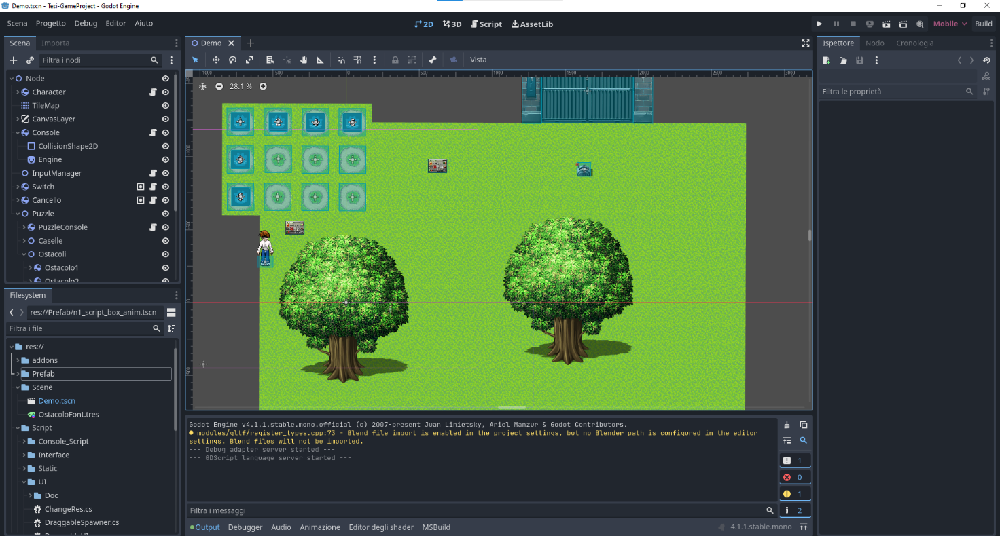 Demo.tscn - Tesi-GameProject - Godot Engine
Scena Progetto Debug Editor Aiuto
2D 3D Script AssetLib
Mobile Build
Scena Importa
Filtra i nodi
Node
Character
TileMap
CanvasLayer
Console
CollisionShape2D
Engine
InputManager
Switch
Cancello
Puzzle
PuzzleConsole
Caselle
Ostacoli
Ostacolo1
Ostacolo2
Filesystem
res://Prefab/n1_script_box_anim.tscn
Filtra i file
res://
addons
Prefab
Scene
Demo.tscn
OstacoloFont.tres
Script
Console_Script
Interface
Static
UI
Doc
ChangeRes.cs
DraggableSpawner.cs
Demo
Vista
-1000 -500 0 500 1000 1500 2000 2500 3000
28.1 %
-1000
-500
0
500
Godot Engine v4.1.1.stable.mono.official (c) 2007-present Juan Linietsky, Ariel Manzur & Godot Contributors.
modules/gltf/register_types.cpp:73 - Blend file import is enabled in the project settings, but no Blender path is configured in the editor
settings. Blend files will not be imported.
--- Debug adapter server started ---
--- GDScript language server started ---
1
0
1
2
Filtra i messaggi
Output Debugger Audio Animazione Editor degli shader MSBuild
4.1.1.stable.mono
Ispettore Nodo Cronologia
DOC
Filtra le proprietà